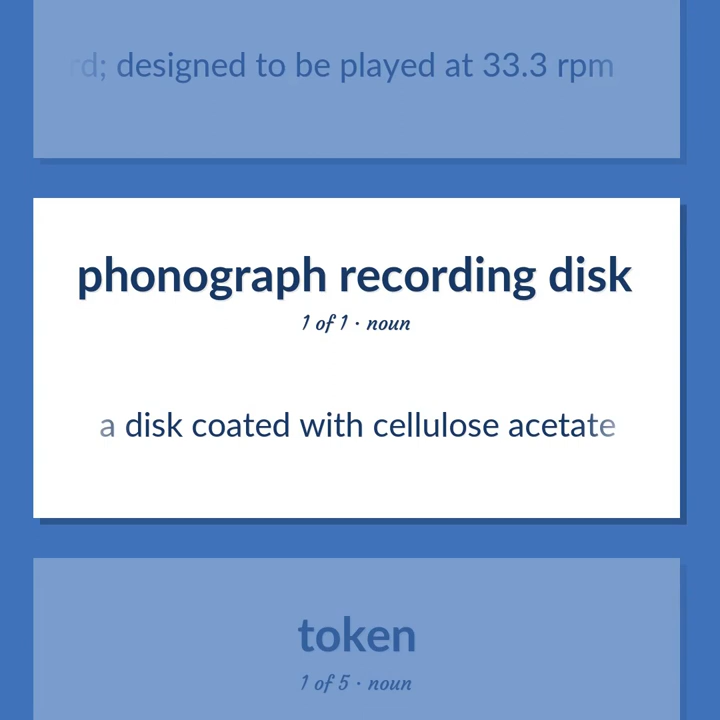 designed to be played at 33.3 rpm
phonograph recording disk
1 of 1 · noun
a disk coated with cellulose acetate
token
1 of 5 · noun